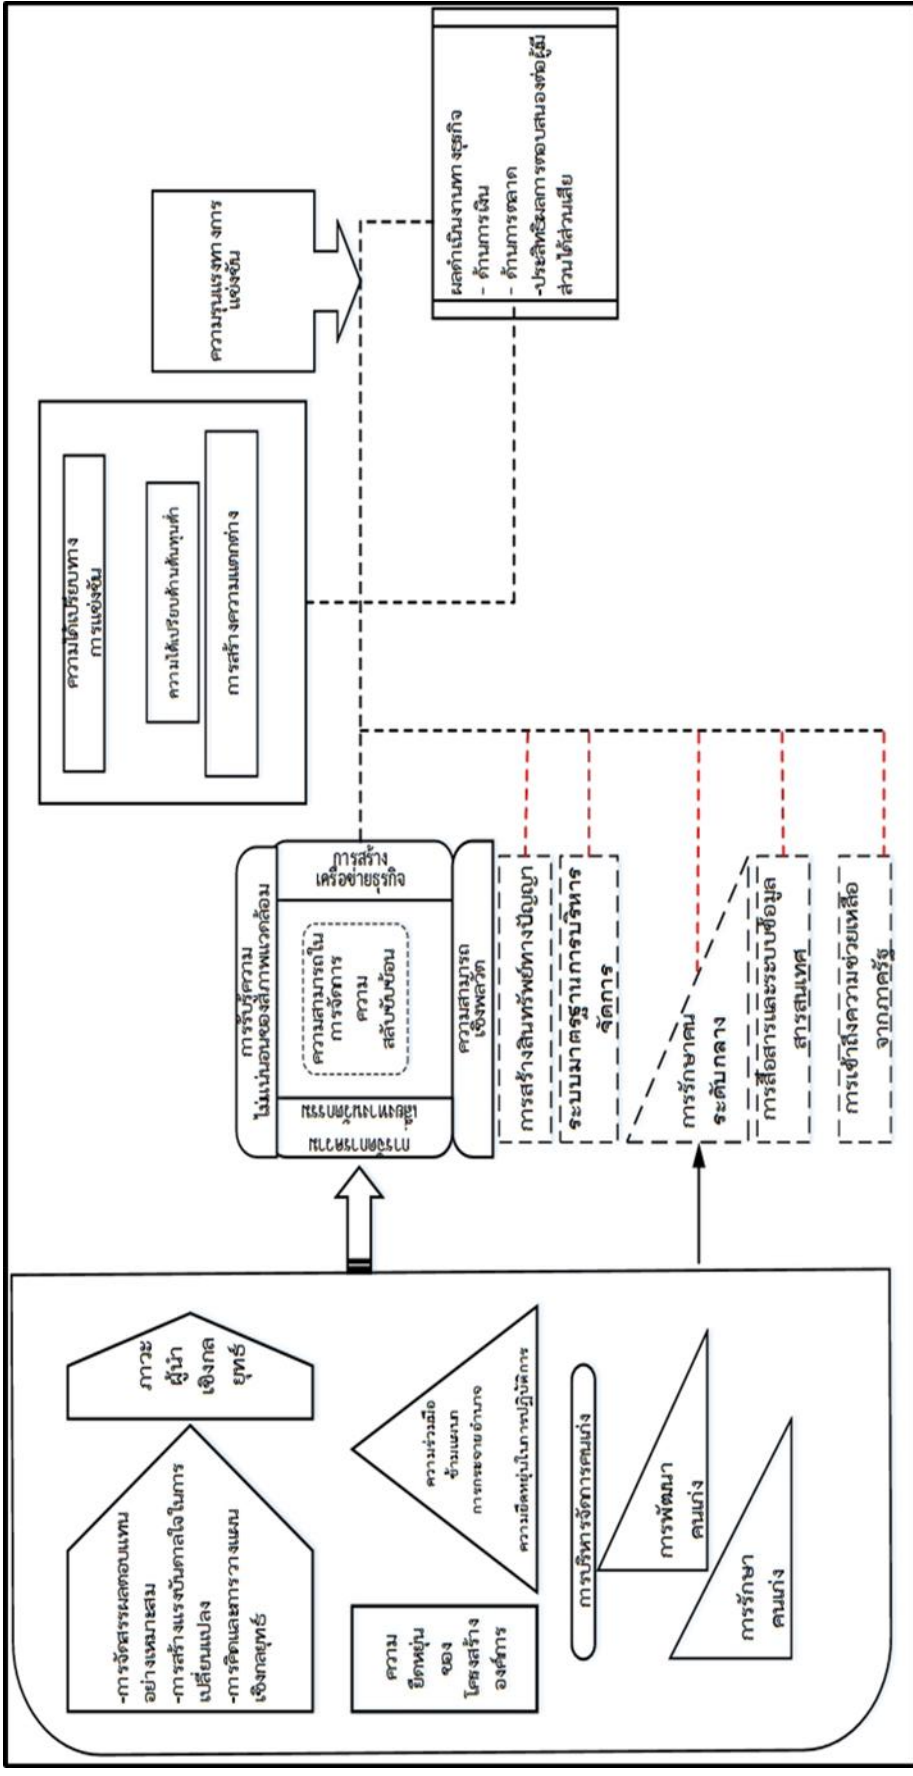 -การจัดสรรผลตอบแทน
อย่างเหมาะสม
-การสร้างแรงบันดาลใจในการ
เปลี่ยนแปลง
-การคิดและการวางแผน
เชิงกลยุทธ์
ภาวะ
ผู้นำ
เชิงกล
ยุทธ์
ความ
ยืดหยุ่น
ของ
โครงสร้าง
องค์การ
ความร่วมมือ
ข้ามแผนก
การกระจายอำนาจ
ความยืดหยุ่นในการปฏิบัติการ
การบริหารจัดการคนเก่ง
การพัฒนา
คนเก่ง
การรักษา
คนเก่ง
การรับรู้ความ
ไม่แน่นอนของสภาพแวดล้อม
การจัดการความ
เสี่ยงทางนวัตกรรม
ความสามารถใน
การจัดการ
ความ
สลับซับซ้อน
การสร้าง
เครือข่ายธุรกิจ
ความสามารถ
เชิงพลวัต
การสร้างสินทรัพย์ทางปัญญา
ระบบมาตรฐานการบริหาร
จัดการ
การรักษาคน
ระดับกลาง
การสื่อสารและระบบข้อมูล
สารสนเทศ
การเข้าถึงความช่วยเหลือ
จากภาครัฐ
ความได้เปรียบทาง
การแข่งขัน
ความได้เปรียบด้านต้นทุนต่ำ
การสร้างความแตกต่าง
ความรุนแรงทางการ
แข่งขัน
ผลดำเนินงานทางธุรกิจ
- ด้านการเงิน
- ด้านการตลาด
-ประสิทธิผลการตอบสนองต่อผู้มี
ส่วนได้ส่วนเสีย